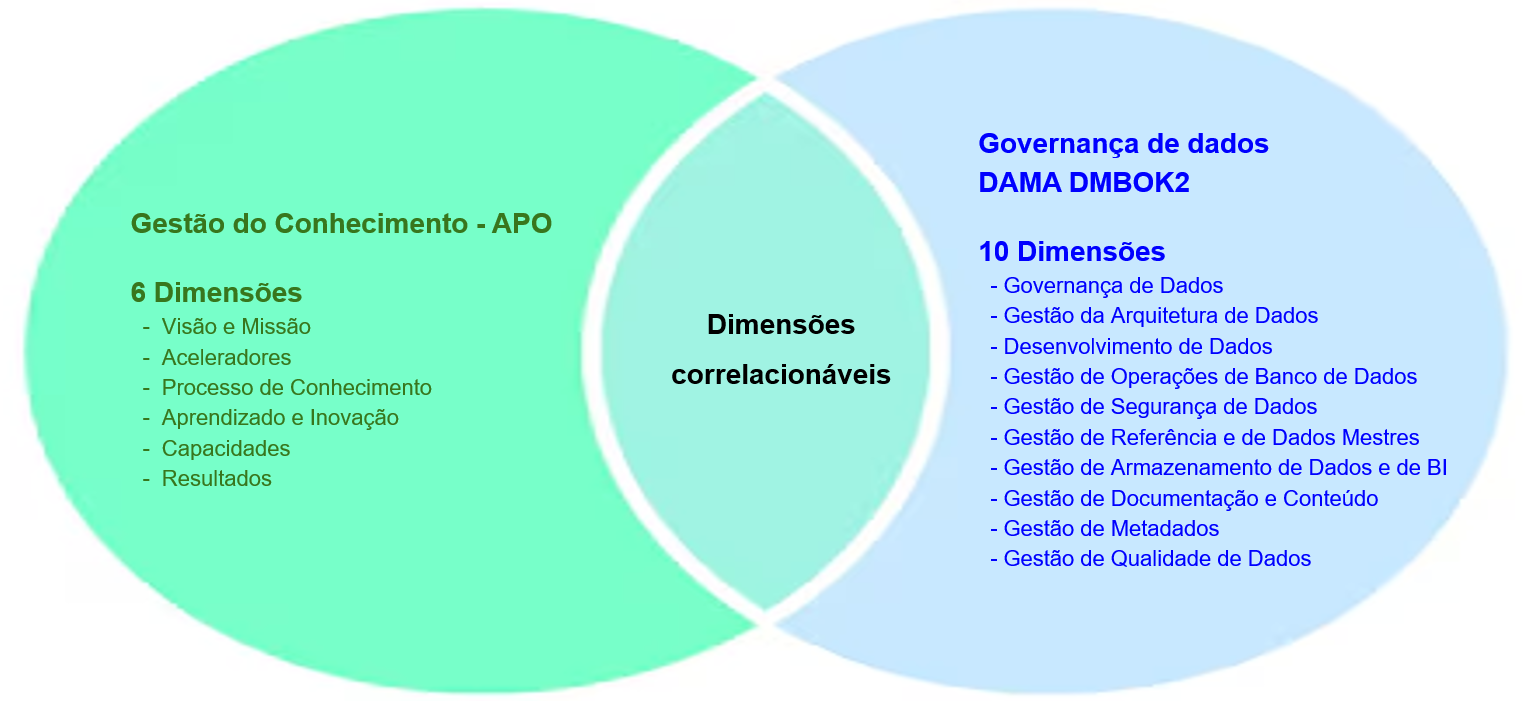 Gestão do Conhecimento - APO
6 Dimensões
- Visão e Missão
- Aceleradores
- Processo de Conhecimento
- Aprendizado e Inovação
- Capacidades
- Resultados
Dimensões
correlacionáveis
Governança de dados
DAMA DMBOK2
10 Dimensões
- Governança de Dados
- Gestão da Arquitetura de Dados
- Desenvolvimento de Dados
- Gestão de Operações de Banco de Dados
- Gestão de Segurança de Dados
- Gestão de Referência e de Dados Mestres
- Gestão de Armazenamento de Dados e de BI
- Gestão de Documentação e Conteúdo
- Gestão de Metadados
- Gestão de Qualidade de Dados